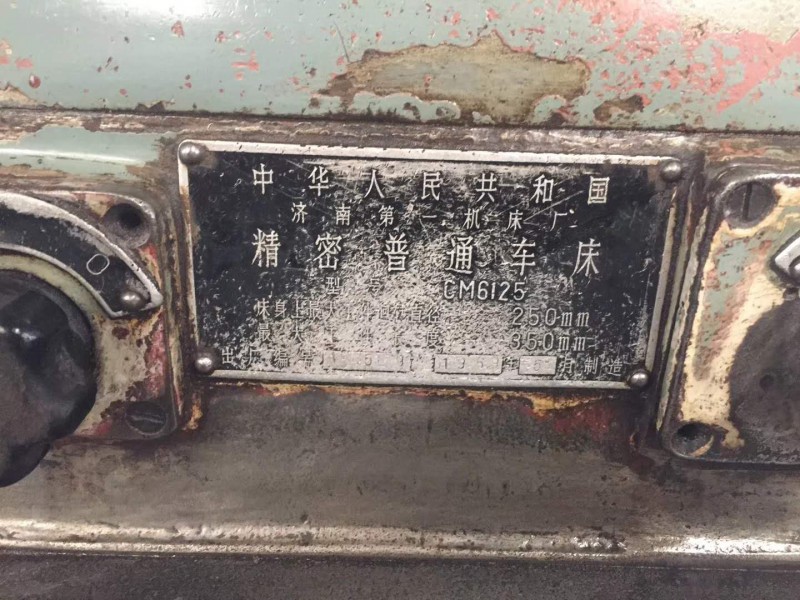 中华人民共和国
济南第一机床厂
精密普通车床
型号 CM6125
床身上最大工件回转直径 250mm
最大工件长度 350mm
出厂编号 年 月制造